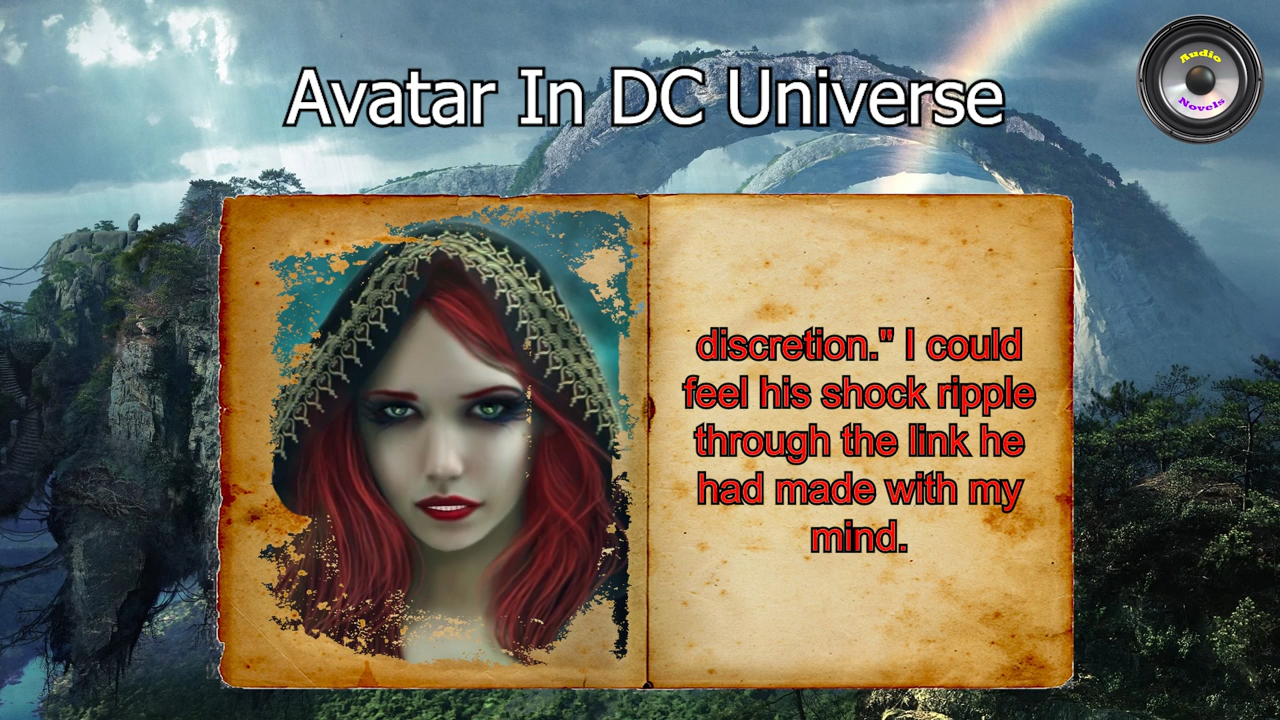 Avatar In DC Universe
Audio
Novels
discretion." I could
feel his shock ripple
through the link he
had made with my
mind.